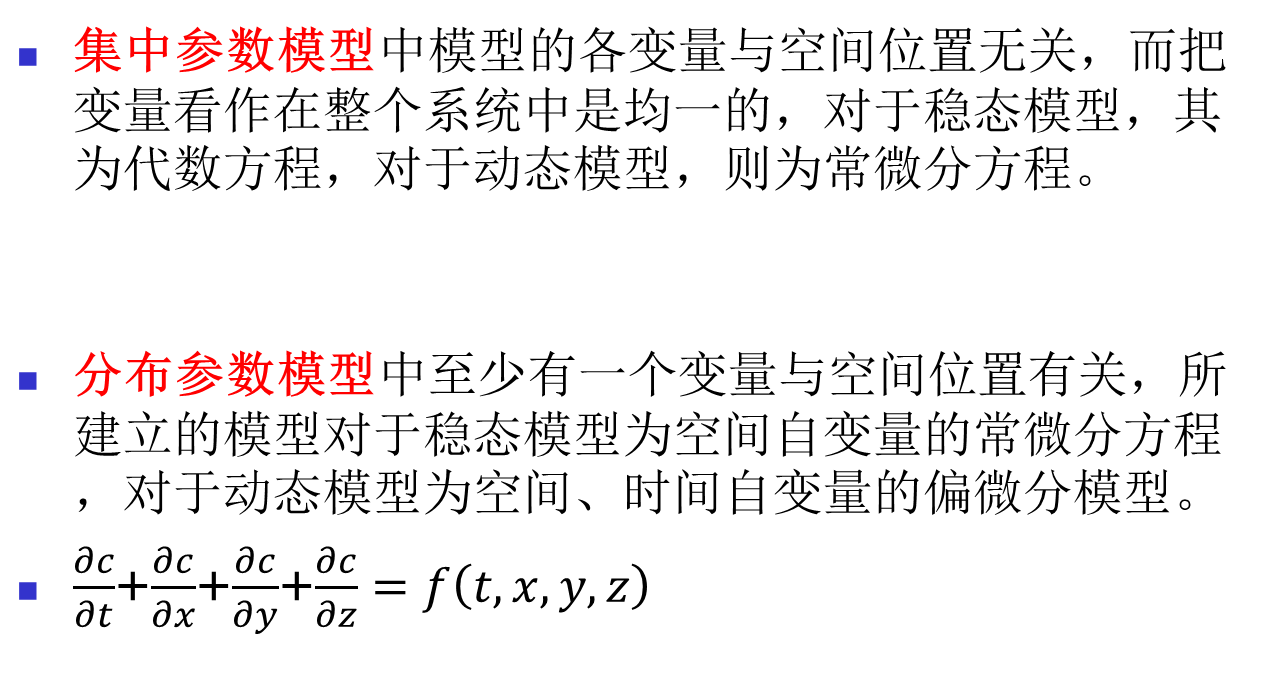 ■ 集中参数模型中模型的各变量与空间位置无关，而把
变量看作在整个系统中是均一的，对于稳态模型，其
为代数方程，对于动态模型，则为常微分方程。
■ 分布参数模型中至少有一个变量与空间位置有关，所
建立的模型对于稳态模型为空间自变量的常微分方程
，对于动态模型为空间、时间自变量的偏微分模型。
■ ∂c/∂t+∂c/∂x+∂c/∂y+∂c/∂z = f(t, x, y, z)